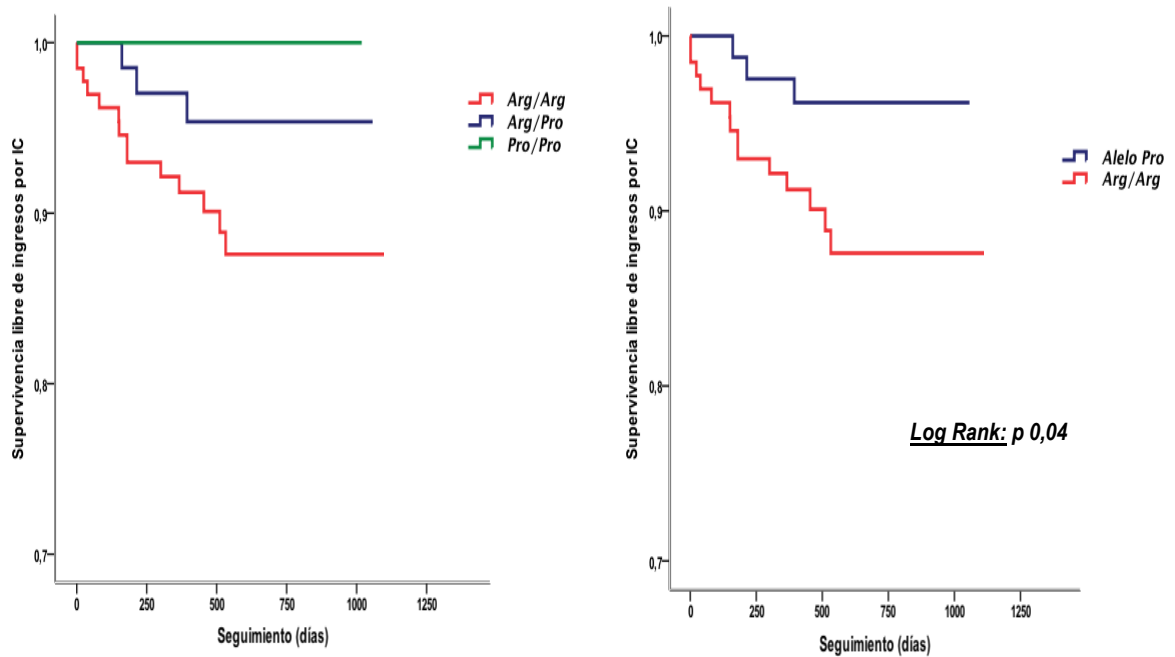 Supervivencia libre de ingresos por IC
1,0
0,9
0,8
0,7
0
250
500
750
1000
1250
Seguimiento (días)
Arg/Arg
Arg/Pro
Pro/Pro
Supervivencia libre de ingresos por IC
1,0
0,9
0,8
0,7
0
250
500
750
1000
1250
Seguimiento (días)
Alelo Pro
Arg/Arg
Log Rank: p 0,04